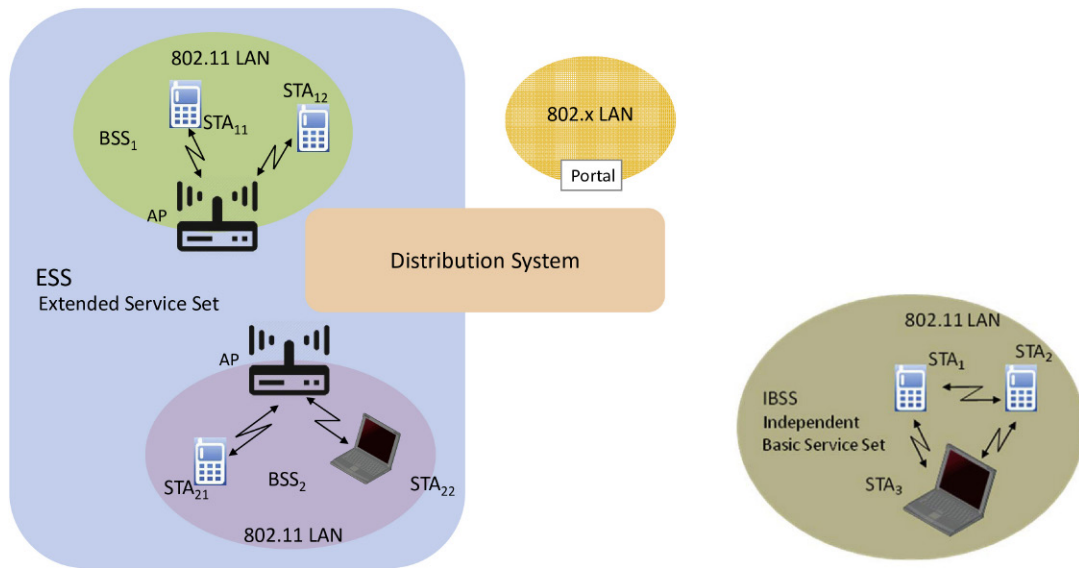 802.11 LAN
STA₁₂
STA₁₁
BSS₁
AP
802.x LAN
Portal
Distribution System
ESS
Extended Service Set
AP
STA₂₁
BSS₂
STA₂₂
802.11 LAN
802.11 LAN
STA₁
STA₂
IBSS
Independent
Basic Service Set
STA₃